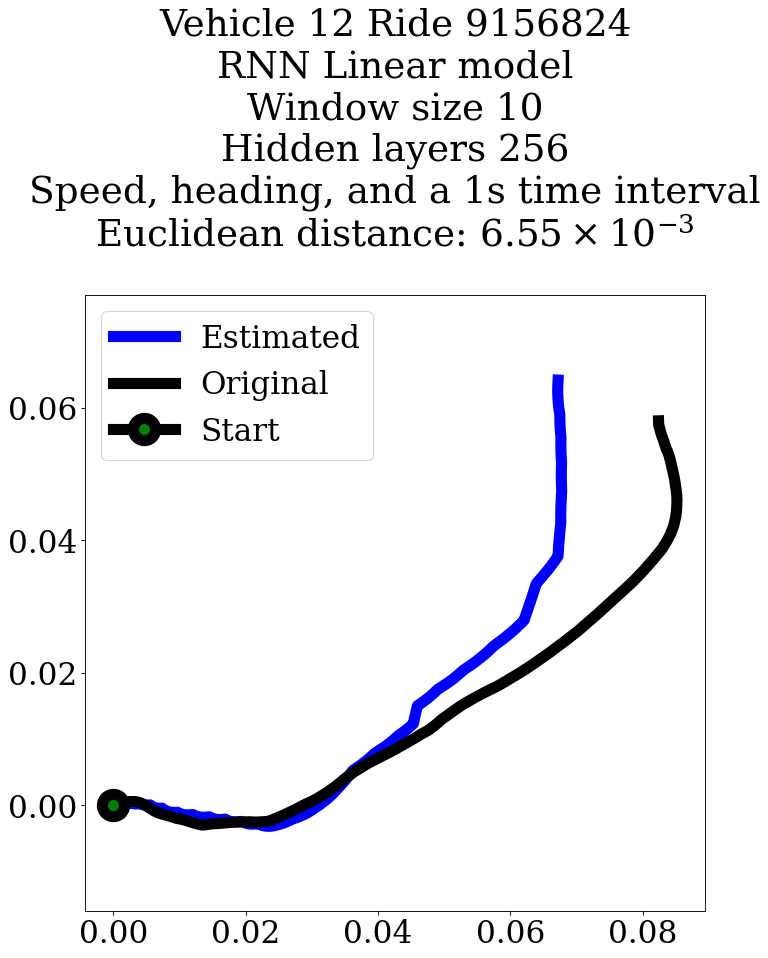 Vehicle 12 Ride 9156824
RNN Linear model
Window size 10
Hidden layers 256
Speed, heading, and a 1s time interval
Euclidean distance: 6.55 × 10⁻³
Estimated
Original
Start
0.06
0.04
0.02
0.00
0.00 0.02 0.04 0.06 0.08